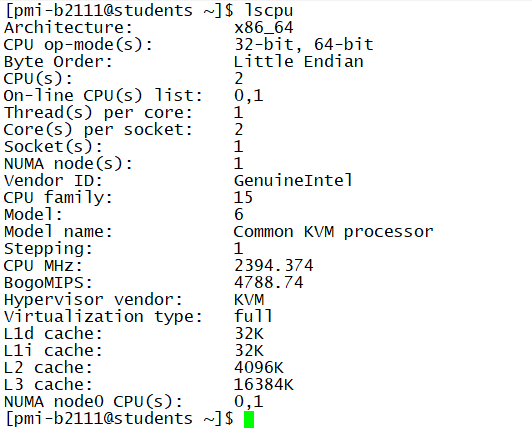 [pmi-b2111@students ~]$ lscpu
Architecture:          x86_64
CPU op-mode(s):        32-bit, 64-bit
Byte Order:            Little Endian
CPU(s):                2
On-line CPU(s) list:   0,1
Thread(s) per core:    1
Core(s) per socket:    2
Socket(s):             1
NUMA node(s):          1
Vendor ID:             GenuineIntel
CPU family:            15
Model:                 6
Model name:            Common KVM processor
Stepping:              1
CPU MHz:               2394.374
BogoMIPS:              4788.74
Hypervisor vendor:     KVM
Virtualization type:   full
L1d cache:             32K
L1i cache:             32K
L2 cache:              4096K
L3 cache:              16384K
NUMA node0 CPU(s):     0,1
[pmi-b2111@students ~]$